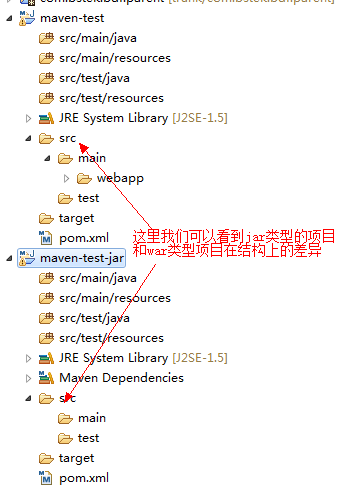 maven-test
src/main/java
src/main/resources
src/test/java
src/test/resources
JRE System Library [J2SE-1.5]
src
main
webapp
test
target
pom.xml
这里我们可以看到jar类型的项目
和war类型项目在结构上的差异
maven-test-jar
src/main/java
src/main/resources
src/test/java
src/test/resources
JRE System Library [J2SE-1.5]
Maven Dependencies
src
main
test
target
pom.xml